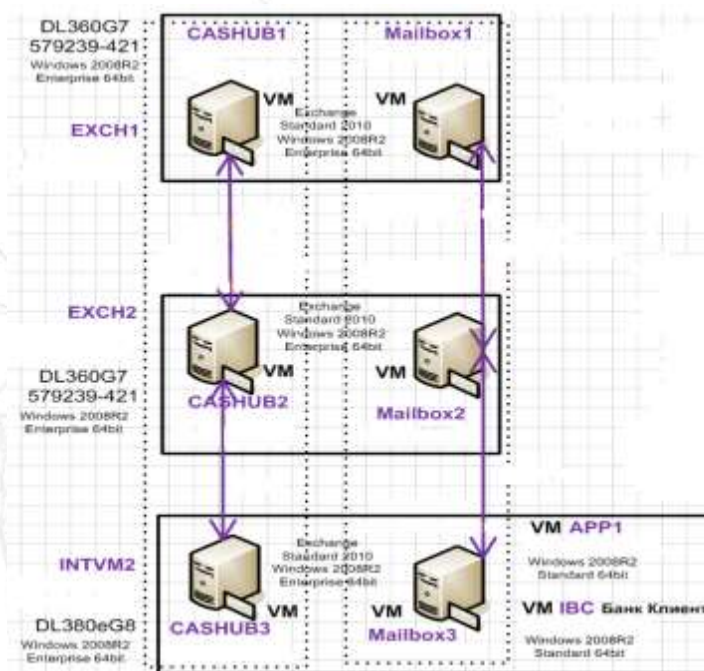 DL360G7
579239-421
Windows 2008R2
Enterprise 64bit
EXCH1
CASHUB1
VM
Exchange
Standard 2010
Windows 2008R2
Enterprise 64bit
Mailbox1
VM
EXCH2
DL360G7
579239-421
Windows 2008R2
Enterprise 64bit
Exchange
Standard 2010
Windows 2008R2
Enterprise 64bit
VM
CASHUB2
VM
Mailbox2
INTVM2
DL380eG8
Windows 2008R2
Enterprise 64bit
Exchange
Standard 2010
Windows 2008R2
Enterprise 64bit
VM
CASHUB3
VM
Mailbox3
VM APP1
Windows 2008R2
Standard 64bit
VM IBC Банк Клиент
Windows 2008R2
Standard 64bit